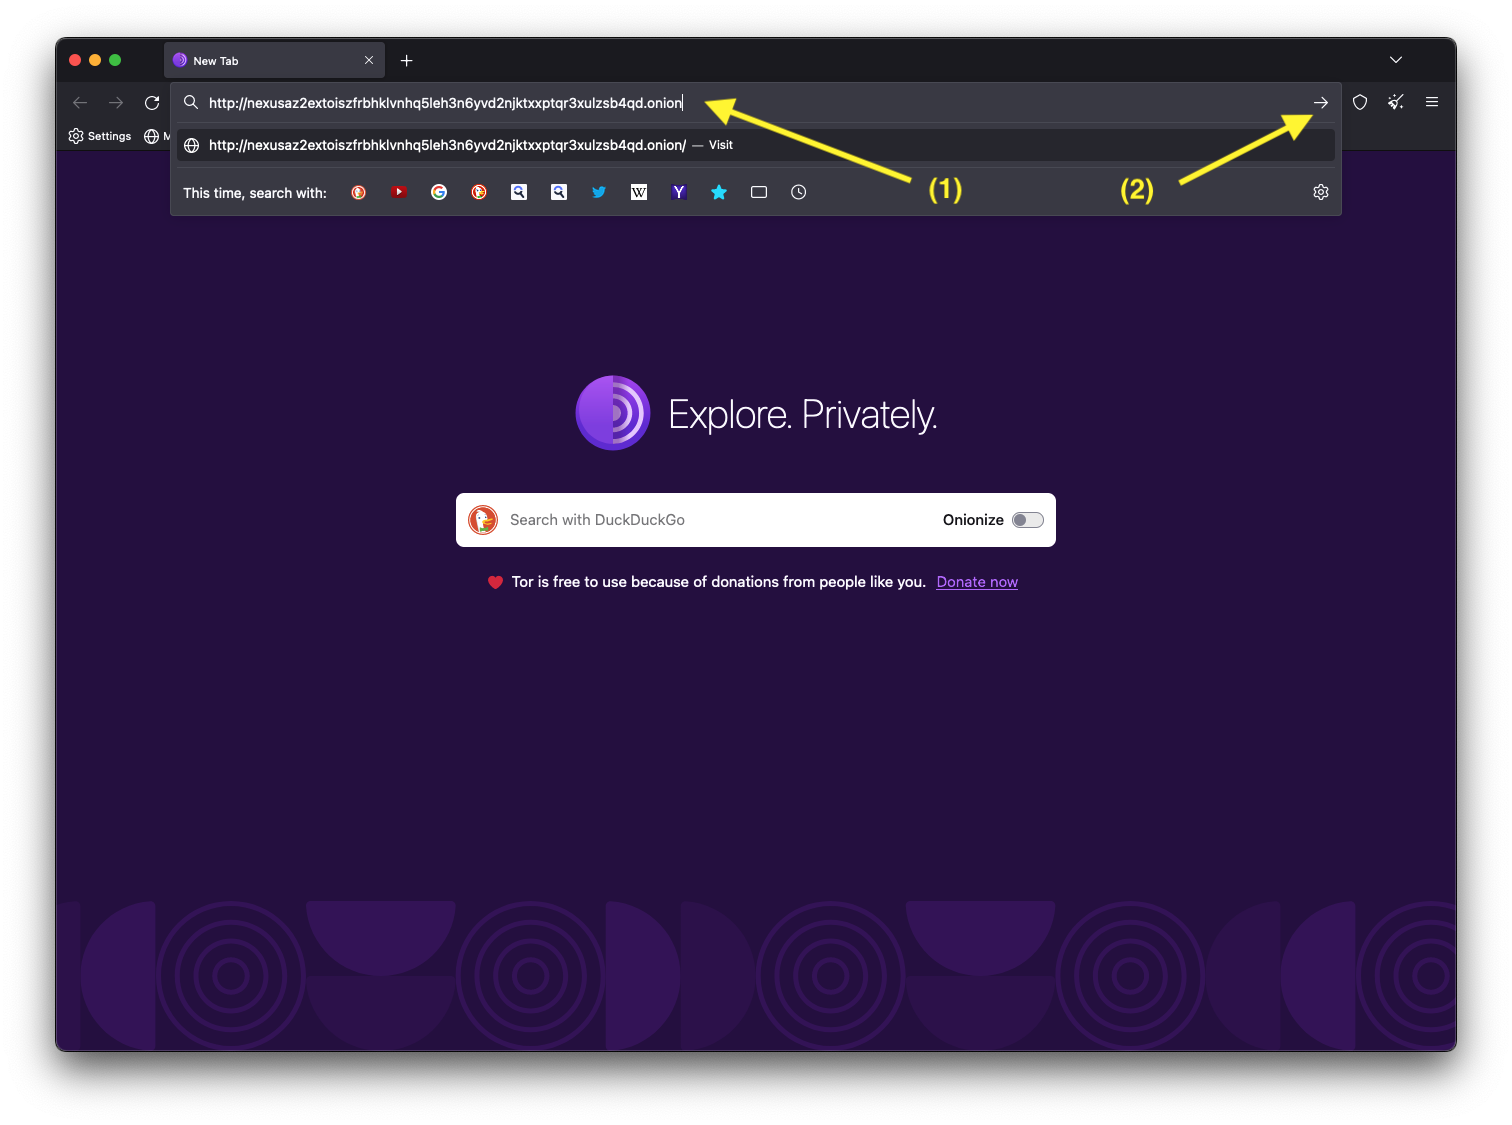 New Tab
http://nexusaz2extoiszfrbhklvnhq5leh3n6yvd2njktxxptqr3xulzsb4qd.onion
Settings
M
http://nexusaz2extoiszfrbhklvnhq5leh3n6yvd2njktxxptqr3xulzsb4qd.onion/ — Visit
This time, search with:
W
Y
(1)
(2)
Explore. Privately.
Search with DuckDuckGo
Onionize
Tor is free to use because of donations from people like you. Donate now